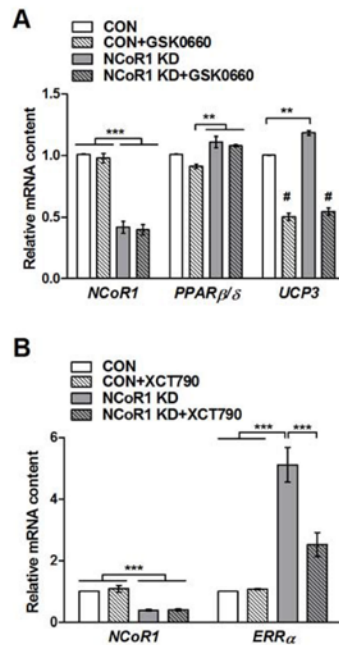 A
CON
CON+GSK0660
NCoR1 KD
NCoR1 KD+GSK0660
Relative mRNA content
1.5
1.0
0.5
0.0
***
**
**
#
#
NCoR1
PPARβ/δ
UCP3
B
CON
CON+XCT790
NCoR1 KD
NCoR1 KD+XCT790
Relative mRNA content
6
4
2
0
***
***
***
NCoR1
ERRα